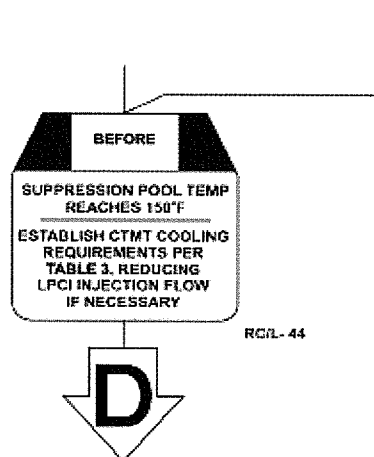 BEFORE
SUPPRESSION POOL TEMP
REACHES 150°F
ESTABLISH CTMT COOLING
REQUIREMENTS PER
TABLE 3, REDUCING
LPCI INJECTION FLOW
IF NECESSARY
RC/L- 44
D